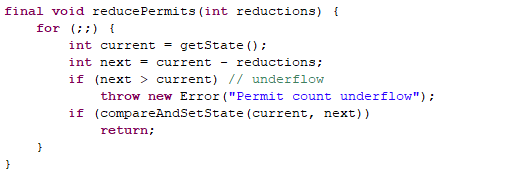 final void reducePermits(int reductions) {
    for (;;) {
        int current = getState();
        int next = current - reductions;
        if (next > current) // underflow
            throw new Error("Permit count underflow");
        if (compareAndSetState(current, next))
            return;
    }
}